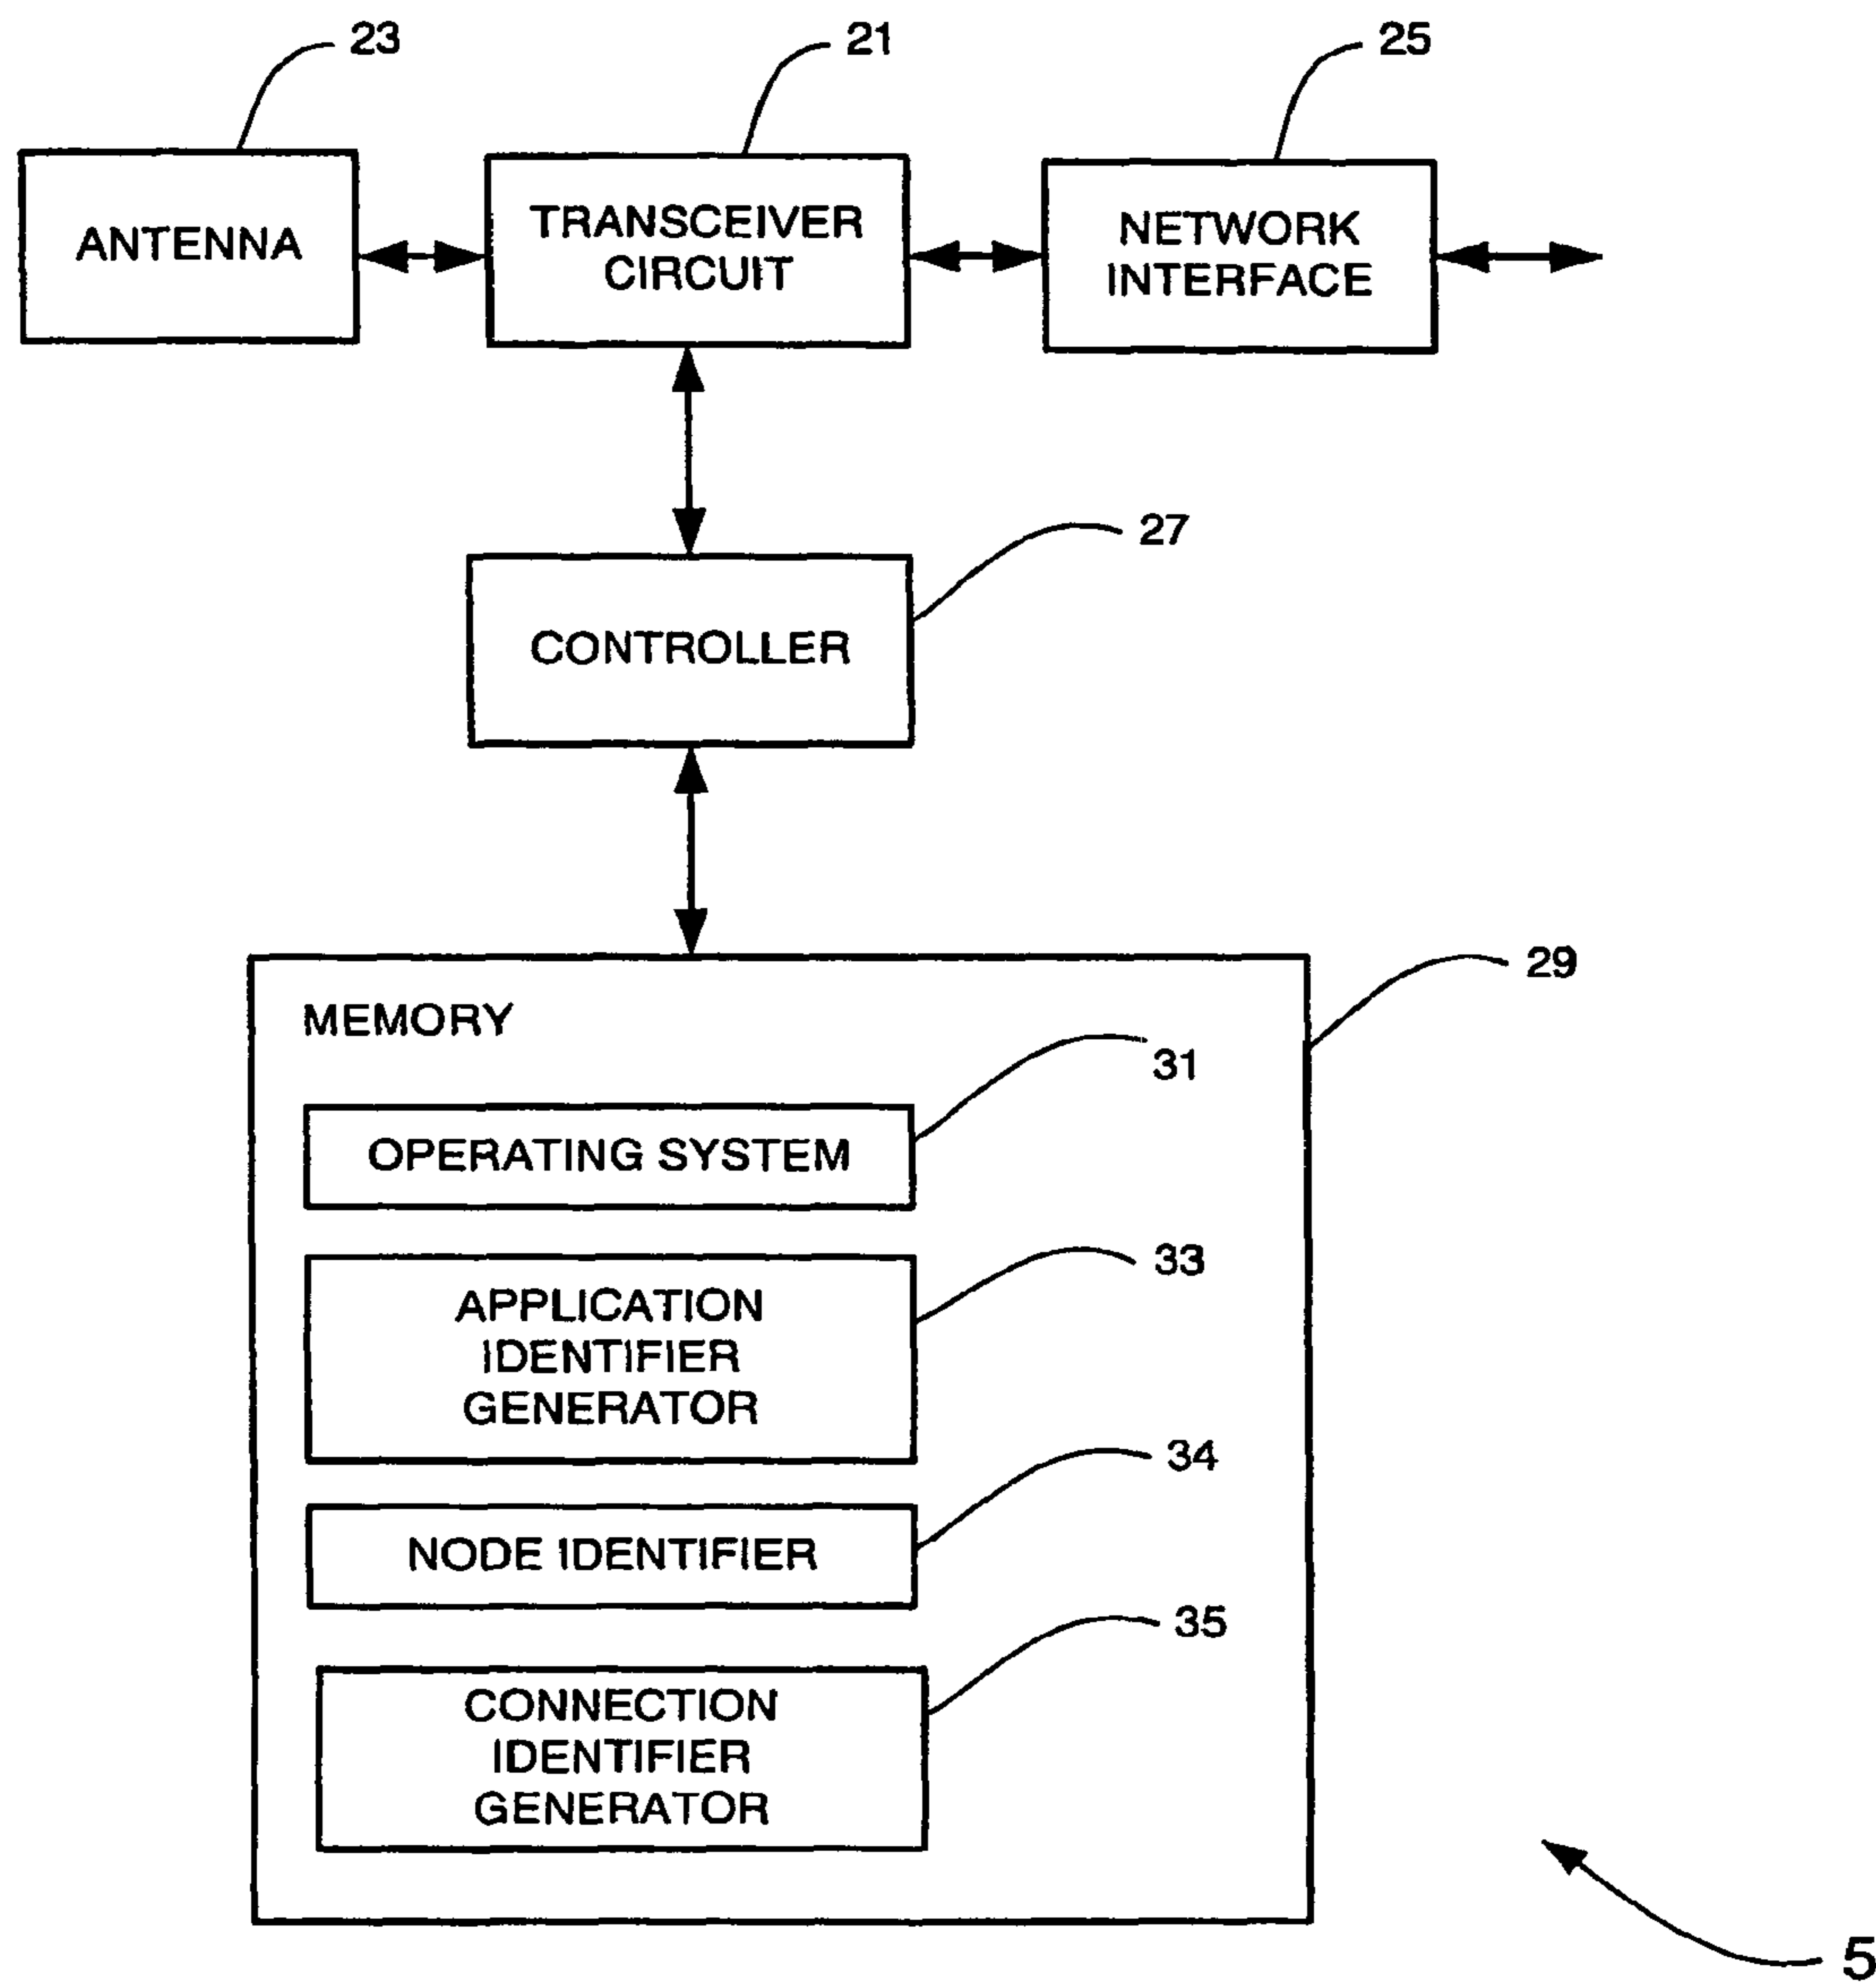 23
21
25
ANTENNA
TRANSCEIVER
CIRCUIT
NETWORK
INTERFACE
27
CONTROLLER
29
MEMORY
31
OPERATING SYSTEM
33
APPLICATION
IDENTIFIER
GENERATOR
34
NODE IDENTIFIER
35
CONNECTION
IDENTIFIER
GENERATOR
5